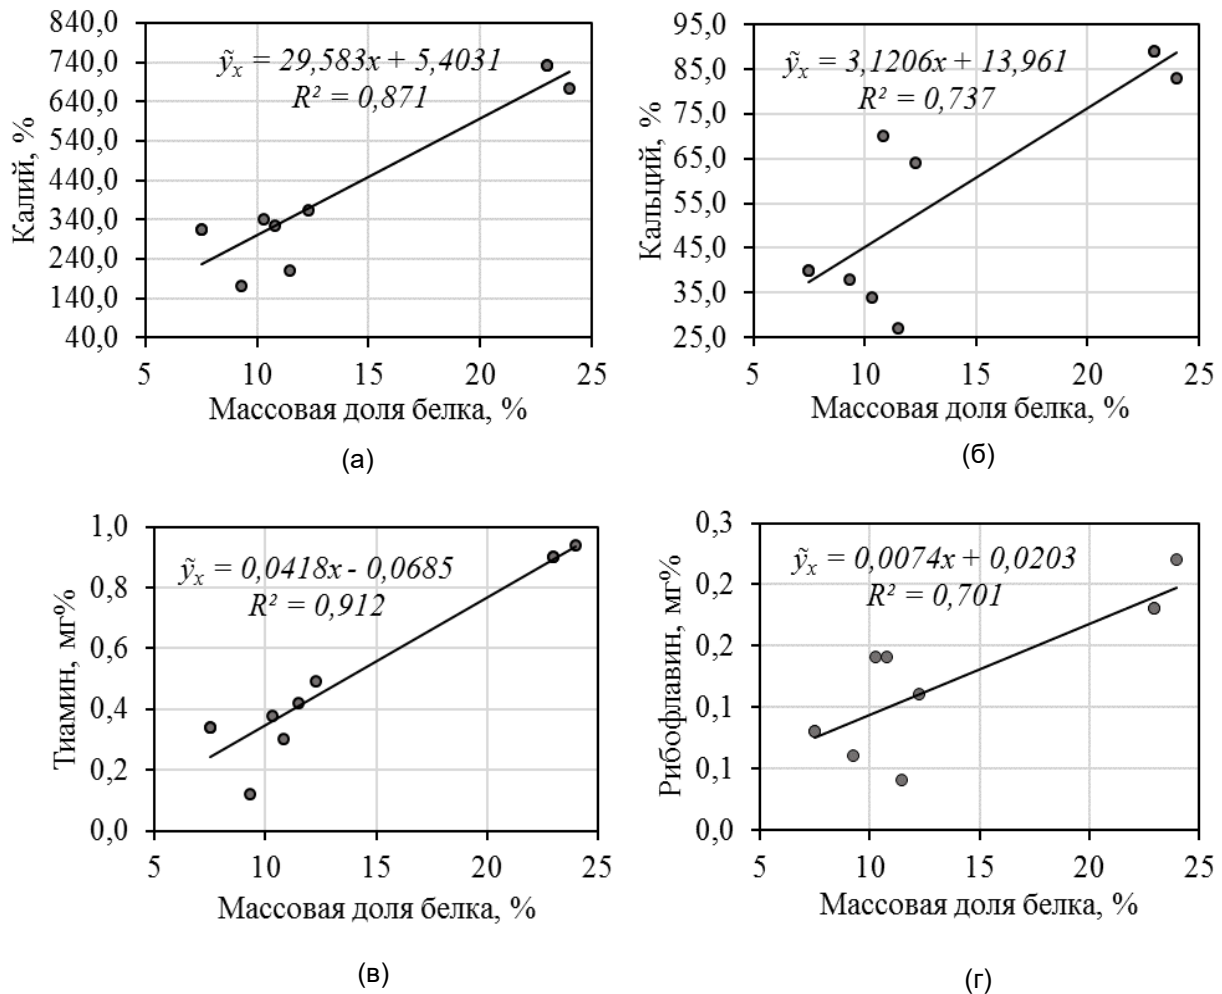 840,0
740,0
640,0
540,0
440,0
340,0
240,0
140,0
40,0
Калий, %
ỹₓ = 29,583x + 5,4031
R² = 0,871
5 10 15 20 25
Массовая доля белка, %
(а)
95,0
85,0
75,0
65,0
55,0
45,0
35,0
25,0
Кальций, %
ỹₓ = 3,1206x + 13,961
R² = 0,737
5 10 15 20 25
Массовая доля белка, %
(б)
1,0
0,8
0,6
0,4
0,2
0,0
Тиамин, мг%
ỹₓ = 0,0418x - 0,0685
R² = 0,912
5 10 15 20 25
Массовая доля белка, %
(в)
0,3
0,2
0,2
0,1
0,1
0,0
Рибофлавин, мг%
ỹₓ = 0,0074x + 0,0203
R² = 0,701
5 10 15 20 25
Массовая доля белка, %
(г)